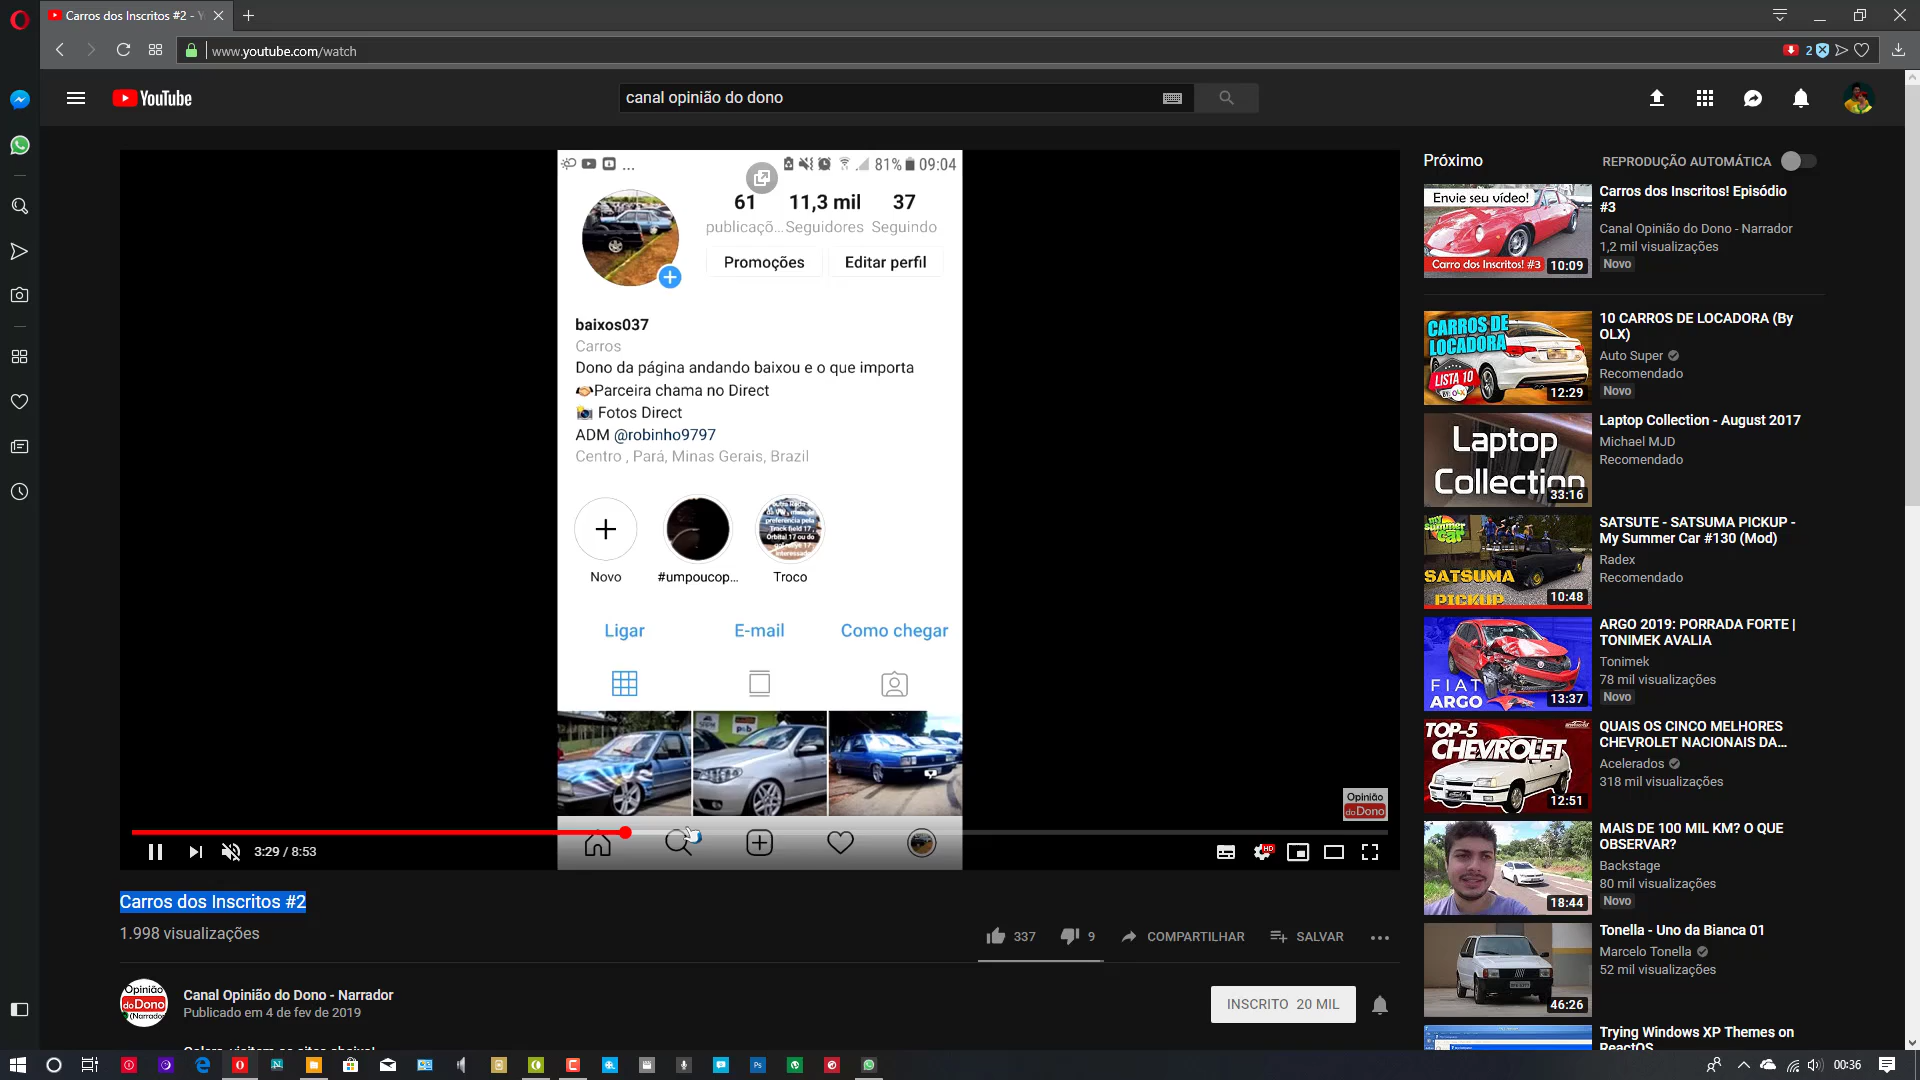 Carros dos Inscritos #2 - Y
www.youtube.com/watch
2
YouTube
canal opinião do dono
81% 09:04
61 11,3 mil 37
publicaçõ... Seguidores Seguindo
Promoções Editar perfil
baixos037
Carros
Dono da página andando baixou e o que importa
Parceira chama no Direct
Fotos Direct
ADM @robinho9797
Centro , Pará, Minas Gerais, Brazil
Novo #umpoucop... Troco
Ligar E-mail Como chegar
Opinião
do Dono
3:29 / 8:53
HD
Carros dos Inscritos #2
1.998 visualizações
337 9 COMPARTILHAR SALVAR
Opinião
do Dono
(Narrador
Canal Opinião do Dono - Narrador
Publicado em 4 de fev de 2019
INSCRITO 20 MIL
Próximo REPRODUÇÃO AUTOMÁTICA
Envie seu vídeo!
Carro dos Inscritos! #3
10:09
Carros dos Inscritos! Episódio
#3
Canal Opinião do Dono - Narrador
1,2 mil visualizações
Novo
CARROS DE
LOCADORA
LISTA 10
BY: OLX
12:29
10 CARROS DE LOCADORA (By
OLX)
Auto Super
Recomendado
Novo
Laptop
Collection
33:16
Laptop Collection - August 2017
Michael MJD
Recomendado
my
summer
car
SATSUMA
PICKUP
10:48
SATSUTE - SATSUMA PICKUP -
My Summer Car #130 (Mod)
Radex
Recomendado
FIAT
ARGO
13:37
ARGO 2019: PORRADA FORTE |
TONIMEK AVALIA
Tonimek
78 mil visualizações
Novo
TOP-5
CHEVROLET
12:51
QUAIS OS CINCO MELHORES
CHEVROLET NACIONAIS DA...
Acelerados
318 mil visualizações
18:44
MAIS DE 100 MIL KM? O QUE
OBSERVAR?
Backstage
80 mil visualizações
Novo
46:26
Tonella - Uno da Bianca 01
Marcelo Tonella
52 mil visualizações
Trying Windows XP Themes on
ReactOS
00:36